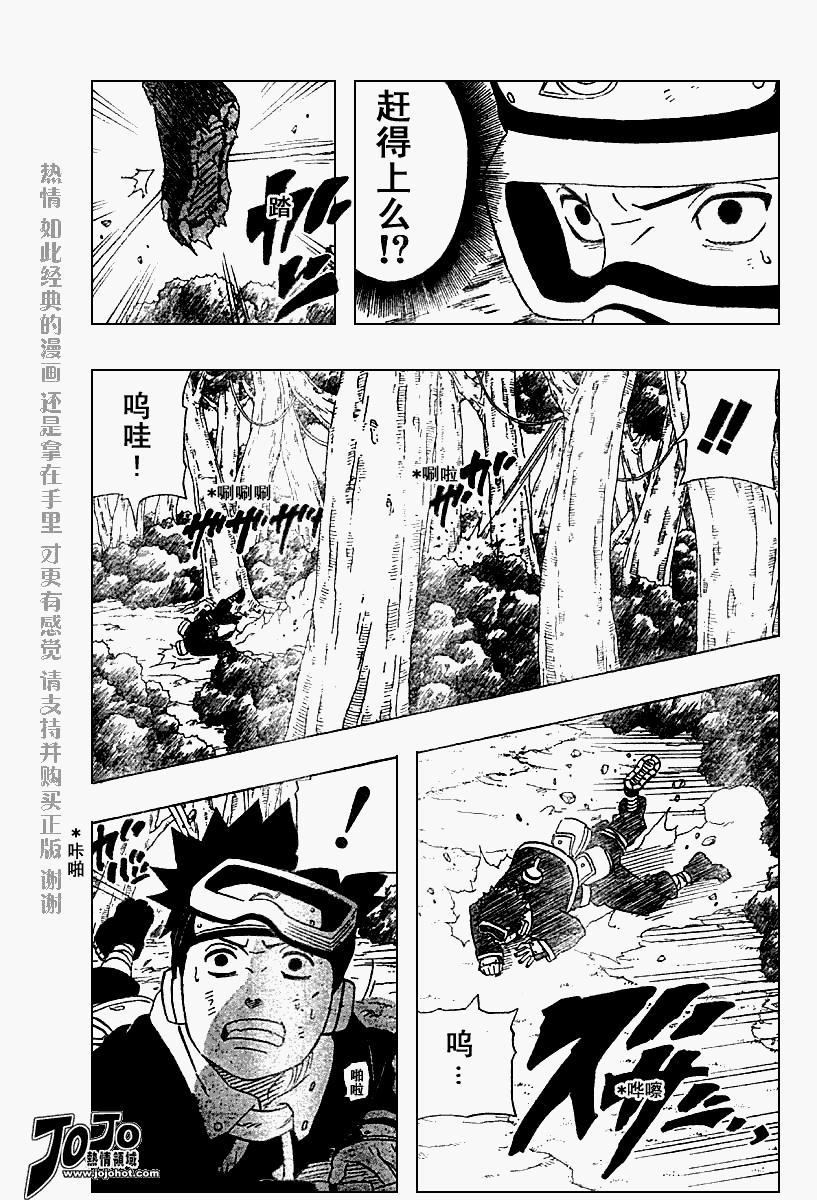 赶得上么!?
踏
!!
*唰啦
*唰唰唰
呜哇!
呜…
*哗嚓
!
*咔啪
啪啦
热情 如此经典的漫画 还是拿在手里 才更有感觉 请支持并购买正版 谢谢
JOJO
熱情領域
www.jojohot.com